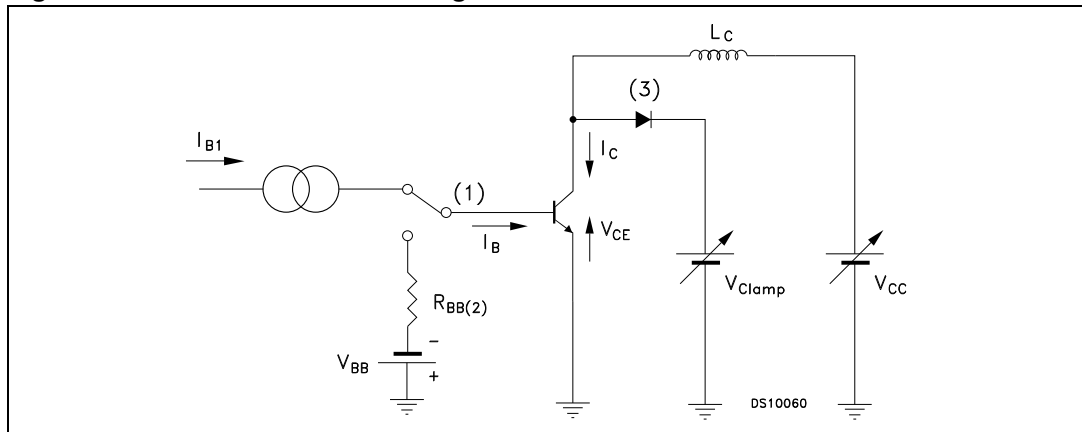 L_C
(3)
I_B1
I_C
(1)
I_B
V_CE
V_Clamp
V_CC
R_BB(2)
-
V_BB
+
DS10060